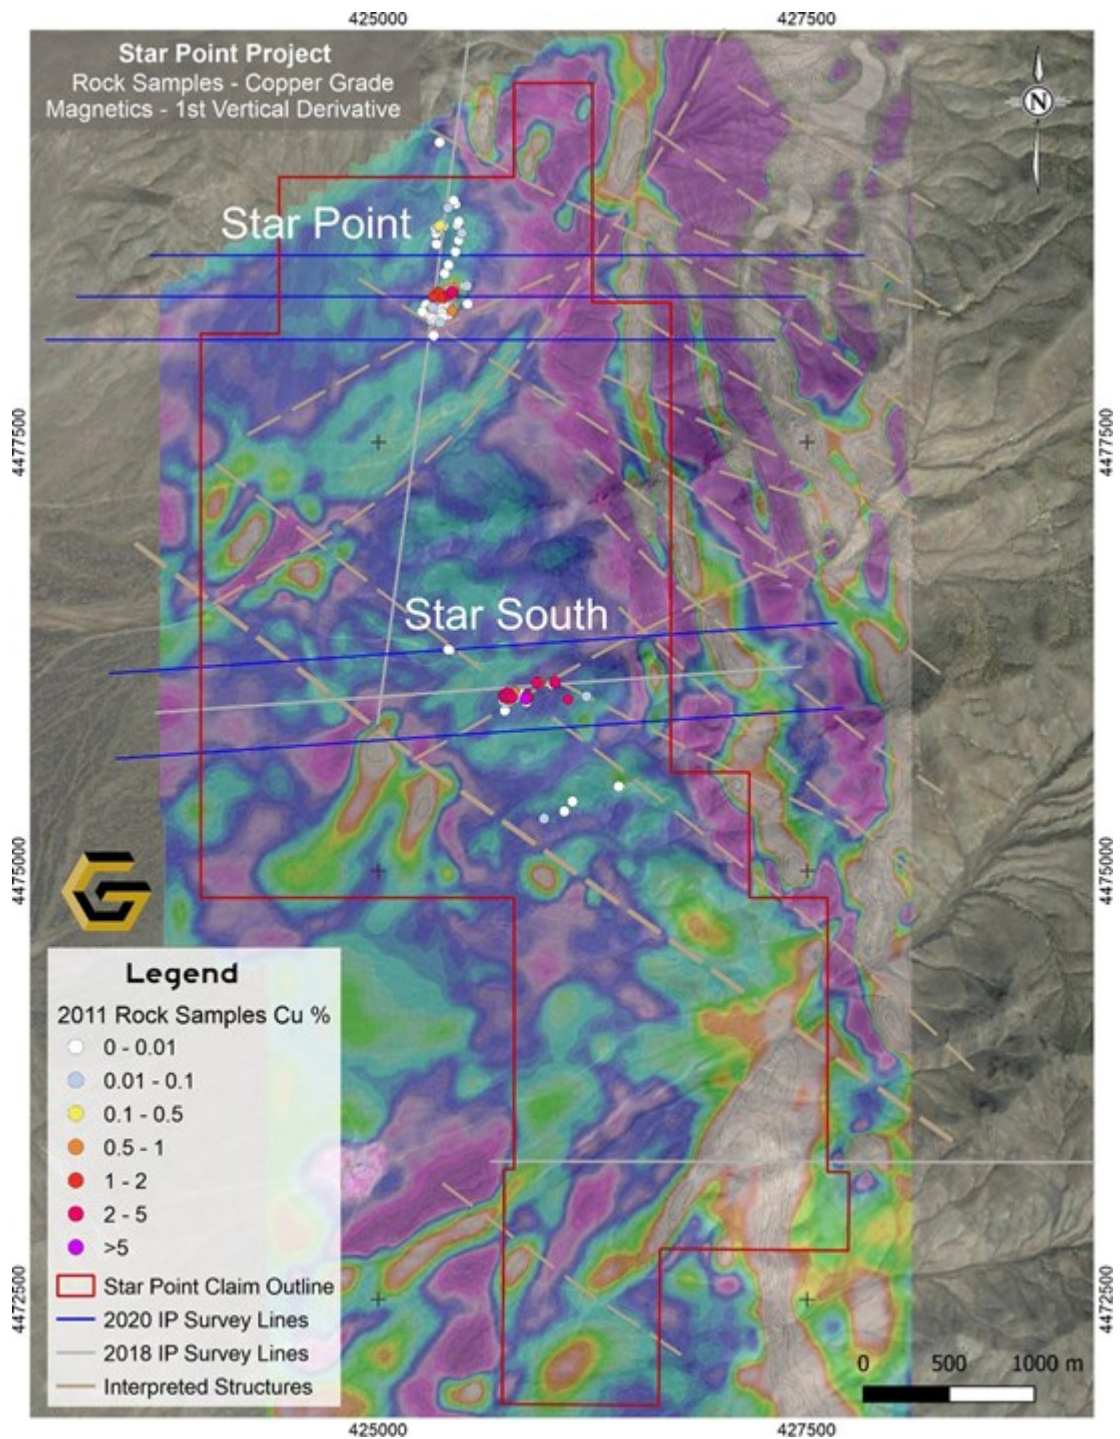 425000 427500
Star Point Project
Rock Samples - Copper Grade
Magnetics - 1st Vertical Derivative
N
Star Point
4477500 4477500
Star South
4475000 4475000
Legend
2011 Rock Samples Cu %
0 - 0.01
0.01 - 0.1
0.1 - 0.5
0.5 - 1
1 - 2
2 - 5
>5
Star Point Claim Outline
2020 IP Survey Lines
2018 IP Survey Lines
Interpreted Structures
4472500 4472500
0 500 1000 m
425000 427500